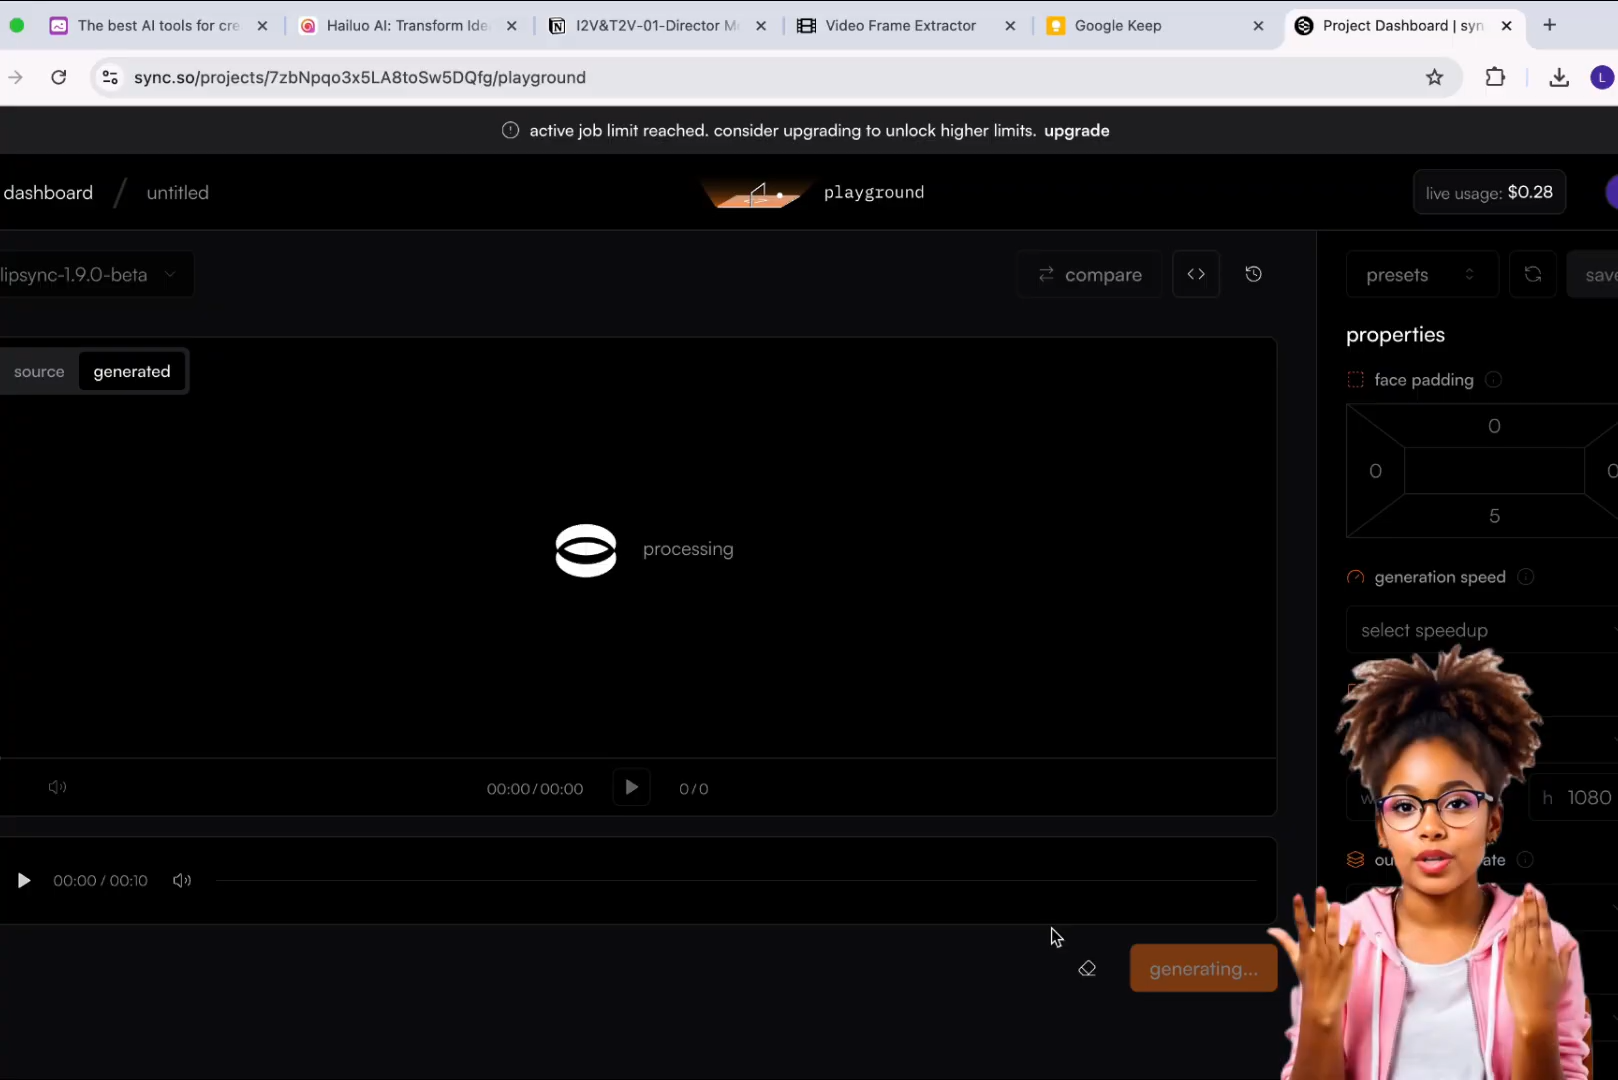 The best AI tools for cre
Hailuo AI: Transform Ide
I2V&T2V-01-Director M
Video Frame Extractor
Google Keep
Project Dashboard | syn
sync.so/projects/7zbNpqo3x5LA8toSw5DQfg/playground
L
active job limit reached. consider upgrading to unlock higher limits. upgrade
dashboard / untitled
playground
live usage: $0.28
lipsync-1.9.0-beta
compare
presets
save
source
generated
properties
face padding
0
0
0
5
processing
generation speed
select speedup
00:00/00:00
0/0
w
h 1080
ou
ate
00:00 / 00:10
generating...